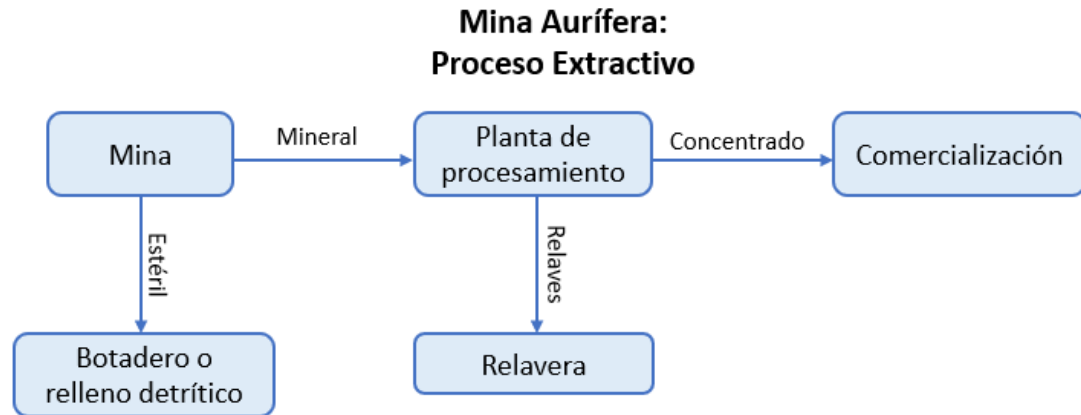 Mina Aurífera:
Proceso Extractivo
Mina
Mineral
Planta de
procesamiento
Concentrado
Comercialización
Estéril
Relaves
Botadero o
relleno detrítico
Relavera